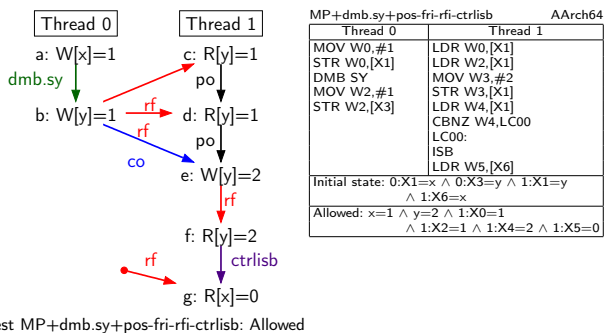 Thread 0
Thread 1
a: W[x]=1
c: R[y]=1
dmb.sy
po
b: W[y]=1
rf
d: R[y]=1
rf
po
co
e: W[y]=2
rf
f: R[y]=2
ctrlisb
rf
g: R[x]=0
est MP+dmb.sy+pos-fri-rfi-ctrlisb: Allowed
MP+dmb.sy+pos-fri-rfi-ctrlisb AArch64
Thread 0 Thread 1
MOV W0,#1 LDR W0,[X1]
STR W0,[X1] LDR W2,[X1]
DMB SY MOV W3,#2
MOV W2,#1 STR W3,[X1]
STR W2,[X3] LDR W4,[X1]
CBNZ W4,LC00
LC00:
ISB
LDR W5,[X6]
Initial state: 0:X1=x ∧ 0:X3=y ∧ 1:X1=y
∧ 1:X6=x
Allowed: x=1 ∧ y=2 ∧ 1:X0=1
∧ 1:X2=1 ∧ 1:X4=2 ∧ 1:X5=0